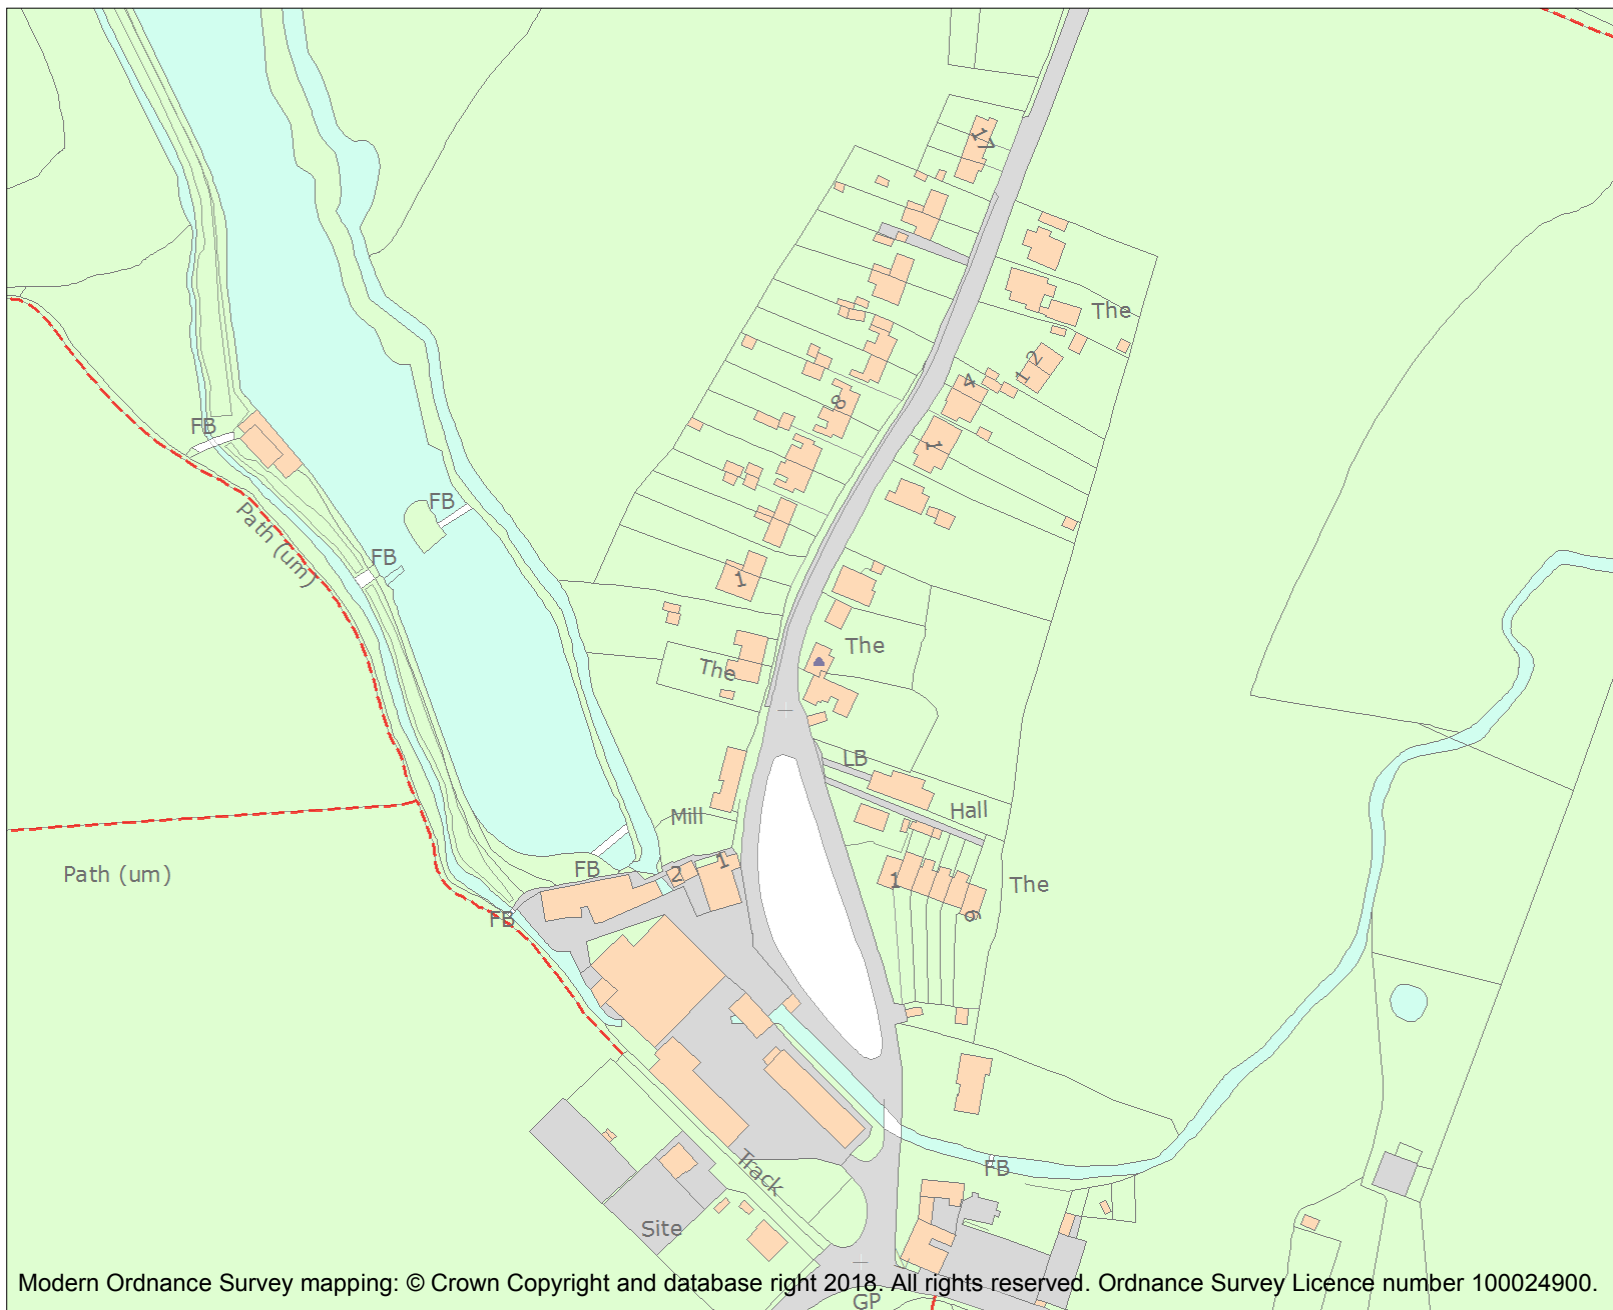 17
The
2
1
4
8
1
FB
FB
Path (um)
FB
1
The
The
LB
Hall
Mill
1
2
FB
1
The
6
Path (um)
FB
FB
Track
Site
Modern Ordnance Survey mapping: © Crown Copyright and database right 2018. All rights reserved. Ordnance Survey Licence number 100024900.
GP